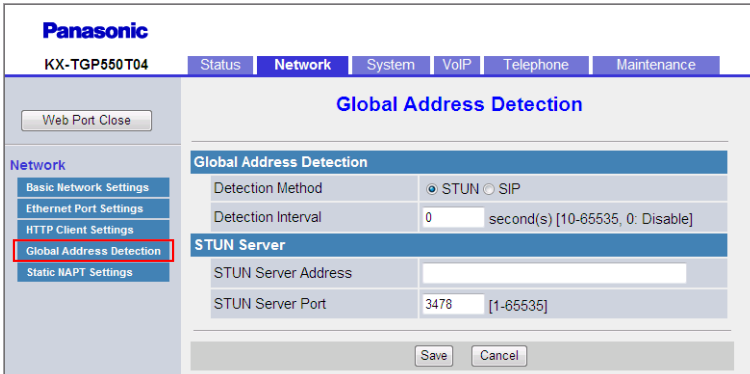 Panasonic
KX-TGP550T04
Status Network System VoIP Telephone Maintenance
Web Port Close
Global Address Detection
Network
Basic Network Settings
Ethernet Port Settings
HTTP Client Settings
Global Address Detection
Static NAPT Settings
Global Address Detection
Detection Method STUN SIP
Detection Interval 0 second(s) [10-65535, 0: Disable]
STUN Server
STUN Server Address
STUN Server Port 3478 [1-65535]
Save Cancel